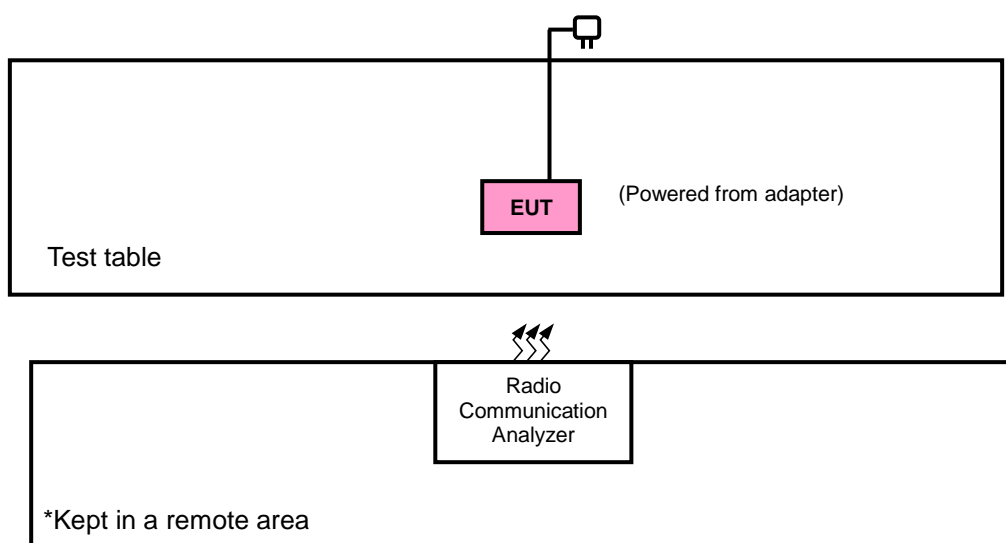 EUT
(Powered from adapter)
Test table
Radio
Communication
Analyzer
*Kept in a remote area